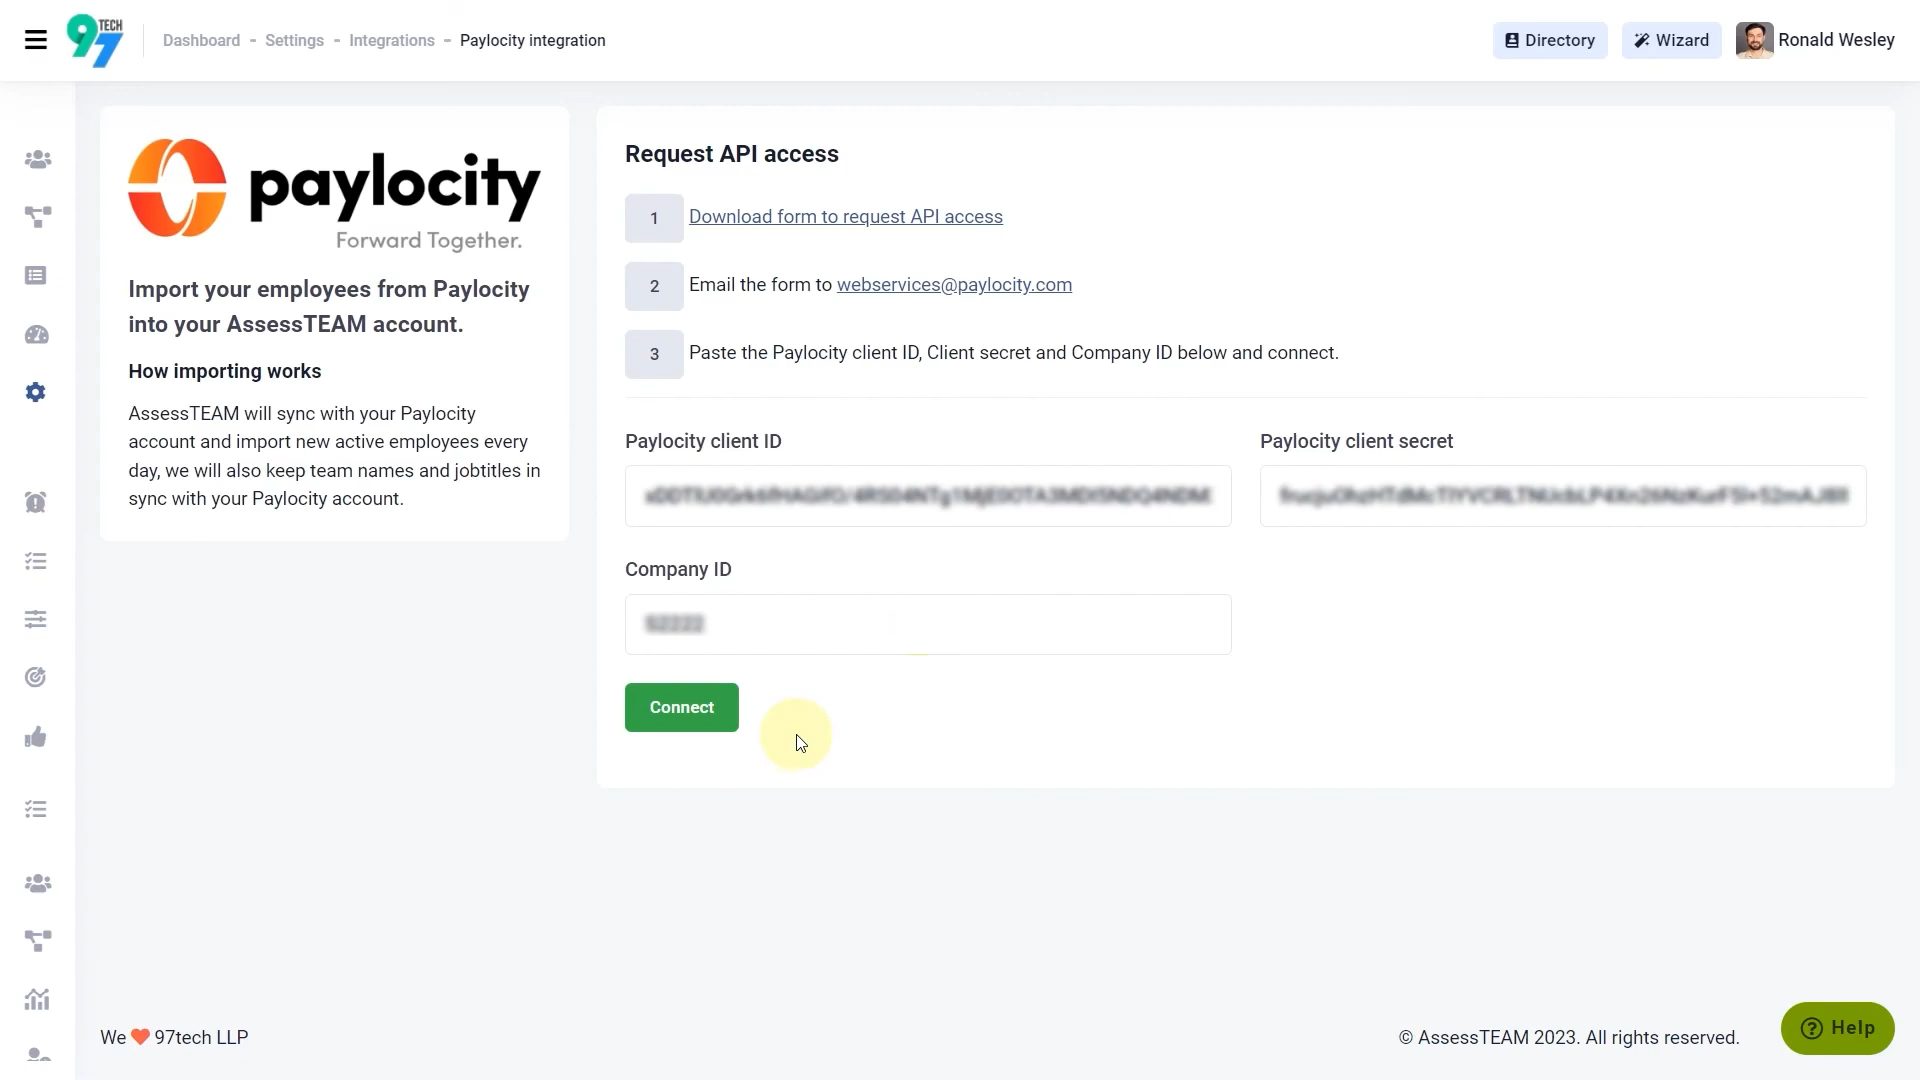 TECH
97
Dashboard - Settings - Integrations - Paylocity integration
Directory
Wizard
Ronald Wesley
paylocity
Forward Together.
Import your employees from Paylocity
into your AssessTEAM account.
How importing works
AssessTEAM will sync with your Paylocity
account and import new active employees every
day, we will also keep team names and jobtitles in
sync with your Paylocity account.
Request API access
1 Download form to request API access
2 Email the form to webservices@paylocity.com
3 Paste the Paylocity client ID, Client secret and Company ID below and connect.
Paylocity client ID
Paylocity client secret
Company ID
Connect
We ❤ 97tech LLP
© AssessTEAM 2023. All rights reserved.
Help